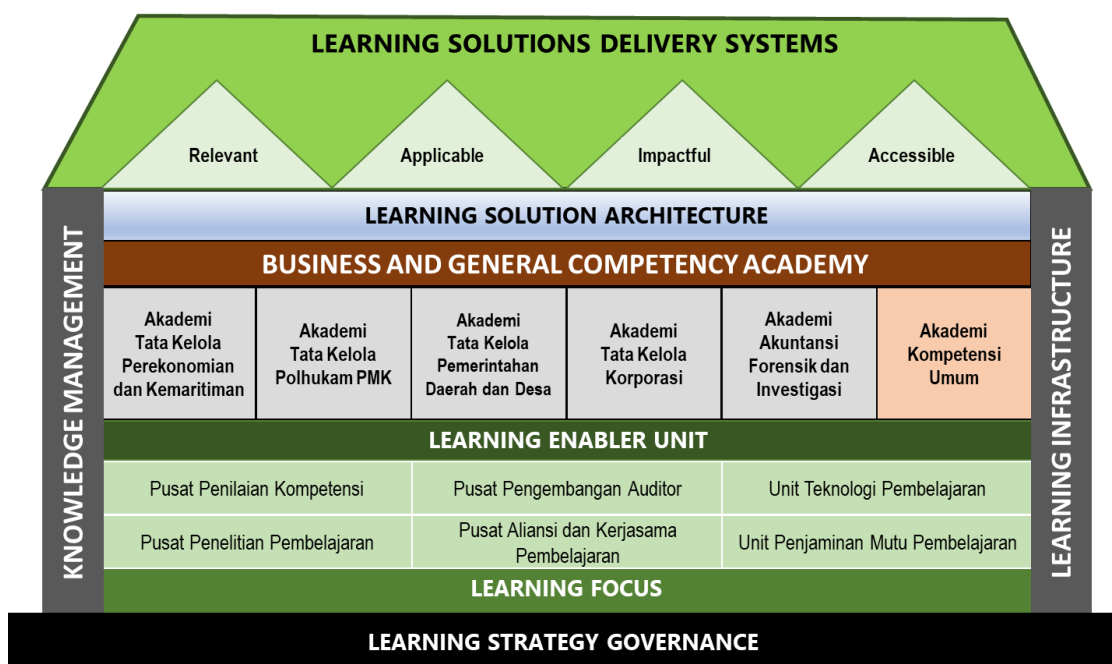 LEARNING SOLUTIONS DELIVERY SYSTEMS
Relevant
Applicable
Impactful
Accessible
KNOWLEDGE MANAGEMENT
LEARNING SOLUTION ARCHITECTURE
BUSINESS AND GENERAL COMPETENCY ACADEMY
Akademi
Tata Kelola
Perekonomian
dan Kemaritiman
Akademi
Tata Kelola
Polhukam PMK
Akademi
Tata Kelola
Pemerintahan
Daerah dan Desa
Akademi
Tata Kelola
Korporasi
Akademi
Akuntansi
Forensik dan
Investigasi
Akademi
Kompetensi
Umum
LEARNING ENABLER UNIT
Pusat Penilaian Kompetensi
Pusat Pengembangan Auditor
Unit Teknologi Pembelajaran
Pusat Penelitian Pembelajaran
Pusat Aliansi dan Kerjasama
Pembelajaran
Unit Penjaminan Mutu Pembelajaran
LEARNING FOCUS
LEARNING INFRASTRUCTURE
LEARNING STRATEGY GOVERNANCE